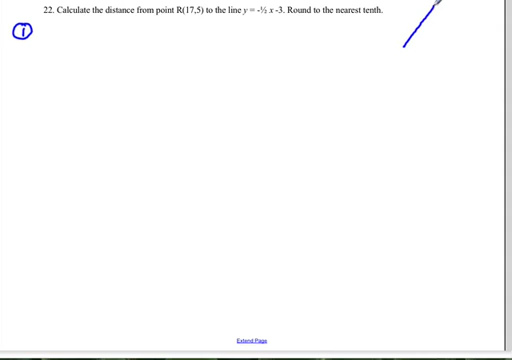 22. Calculate the distance from point R(17,5) to the line y = -½ x -3. Round to the nearest tenth.
1
Extend Page